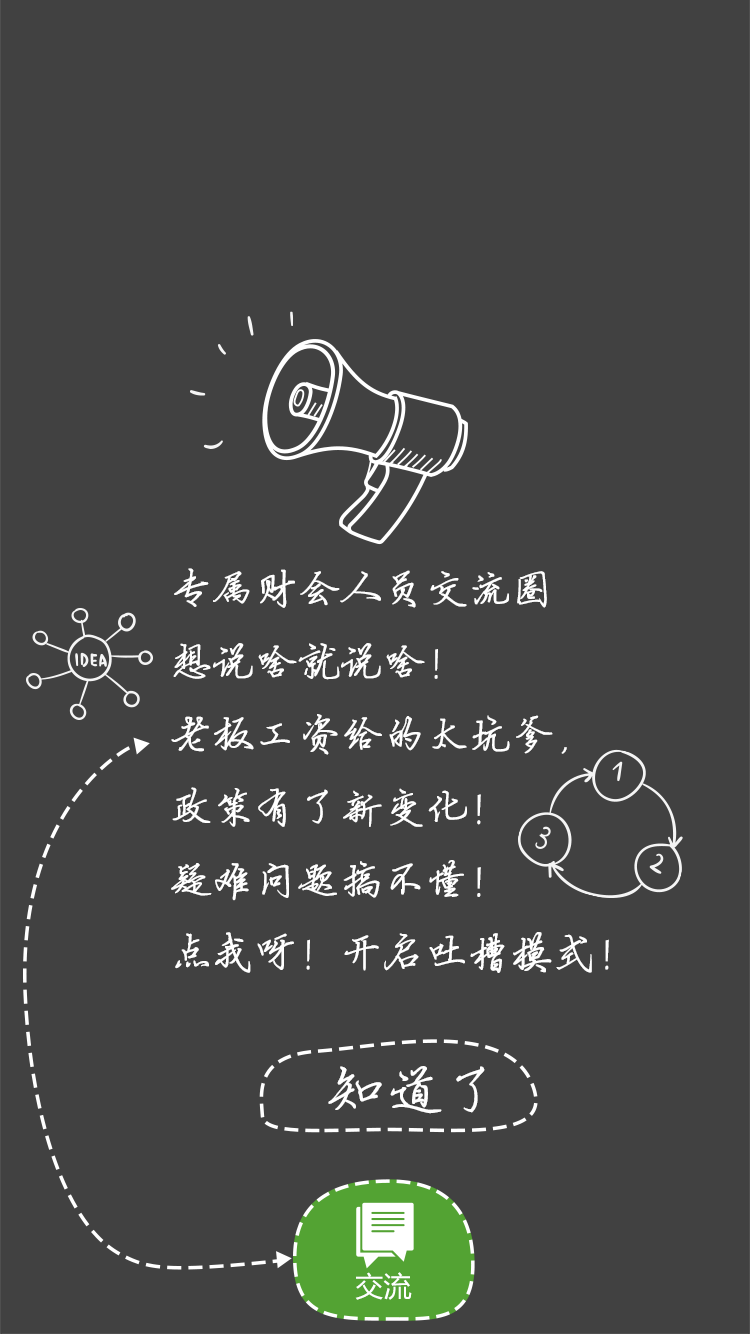 专属财会人员交流圈
IDEA
想说啥就说啥！
老板工资给的太坑爹，
1
政策有了新变化！
3
2
疑难问题搞不懂！
点我呀！开启吐槽模式！
知道了
交流